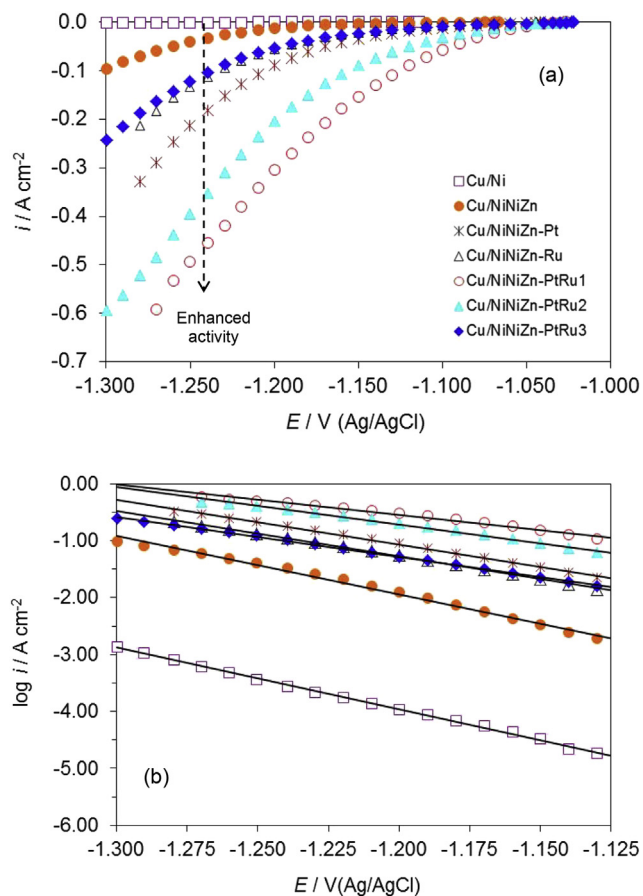 0.0
-0.1
-0.2
-0.3
-0.4
-0.5
-0.6
-0.7
i / A cm-2
(a)
Cu/Ni
Cu/NiNiZn
Cu/NiNiZn-Pt
Cu/NiNiZn-Ru
Cu/NiNiZn-PtRu1
Cu/NiNiZn-PtRu2
Cu/NiNiZn-PtRu3
Enhanced
activity
-1.300 -1.250 -1.200 -1.150 -1.100 -1.050 -1.000
E / V (Ag/AgCl)
0.00
-1.00
-2.00
-3.00
-4.00
-5.00
-6.00
log i / A cm-2
(b)
-1.300 -1.275 -1.250 -1.225 -1.200 -1.175 -1.150 -1.125
E / V(Ag/AgCl)